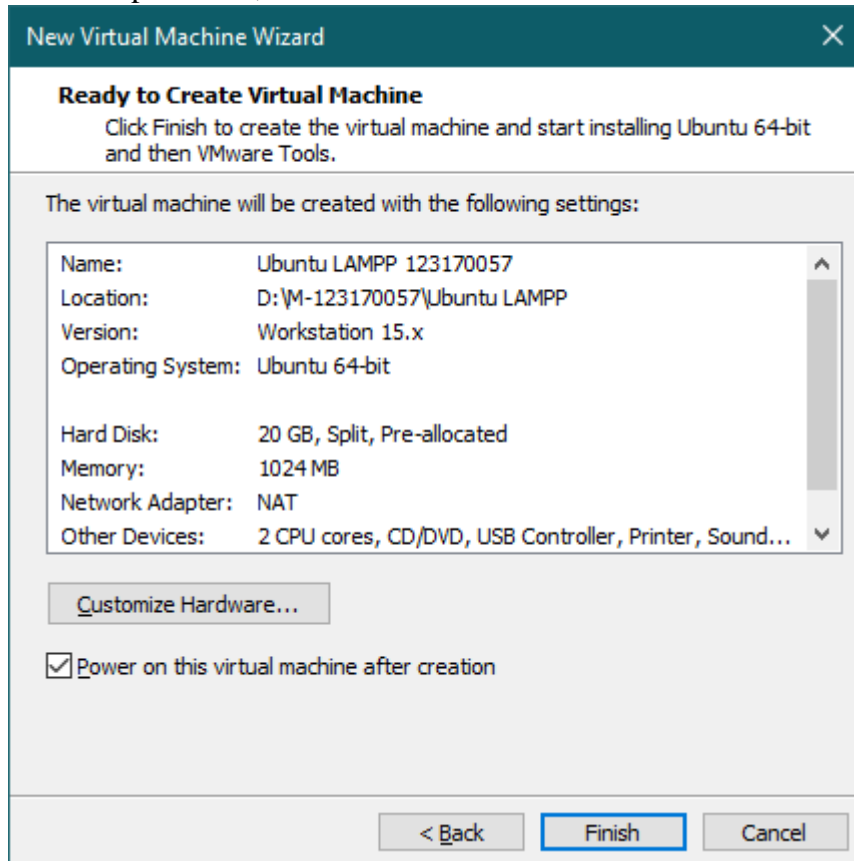 New Virtual Machine Wizard
Ready to Create Virtual Machine
Click Finish to create the virtual machine and start installing Ubuntu 64-bit
and then VMware Tools.
The virtual machine will be created with the following settings:
Name: Ubuntu LAMPP 123170057
Location: D:\M-123170057\Ubuntu LAMPP
Version: Workstation 15.x
Operating System: Ubuntu 64-bit
Hard Disk: 20 GB, Split, Pre-allocated
Memory: 1024 MB
Network Adapter: NAT
Other Devices: 2 CPU cores, CD/DVD, USB Controller, Printer, Sound...
Customize Hardware...
Power on this virtual machine after creation
< Back Finish Cancel